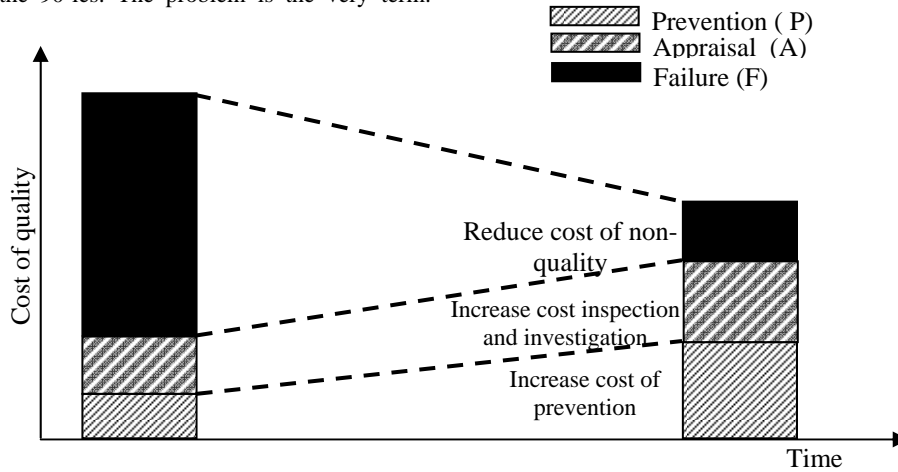 the 90-ies. The problem is the very term.
Prevention ( P)
Appraisal (A)
Failure (F)
Cost of quality
Reduce cost of non-
quality
Increase cost inspection
and investigation
Increase cost of
prevention
Time